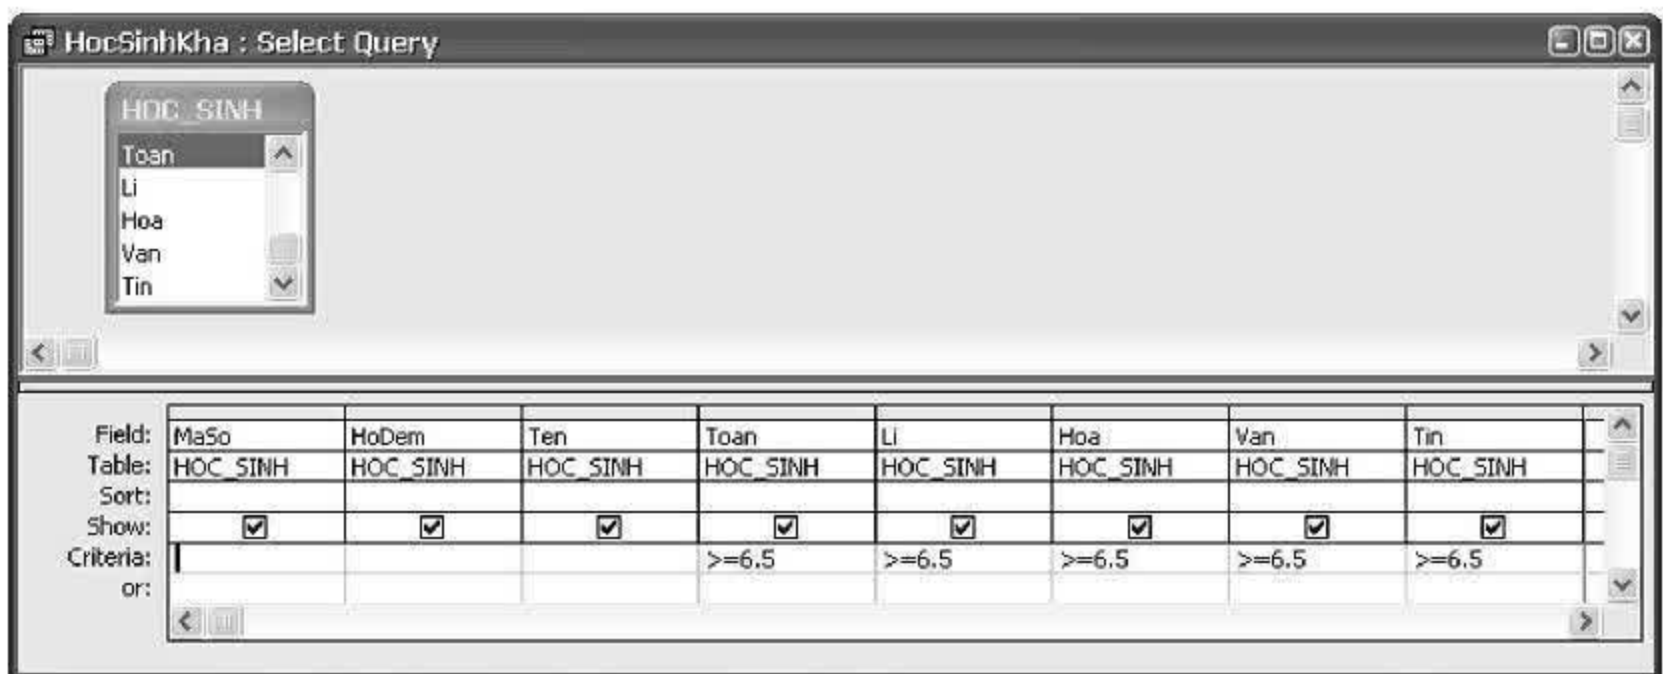 HocSinhKha : Select Query
HOC_SINH
Toan
Li
Hoa
Van
Tin
Field: MaSo HoDem Ten Toan Li Hoa Van Tin
Table: HOC_SINH HOC_SINH HOC_SINH HOC_SINH HOC_SINH HOC_SINH HOC_SINH HOC_SINH
Sort:
Show:
Criteria: >=6.5 >=6.5 >=6.5 >=6.5 >=6.5
or: